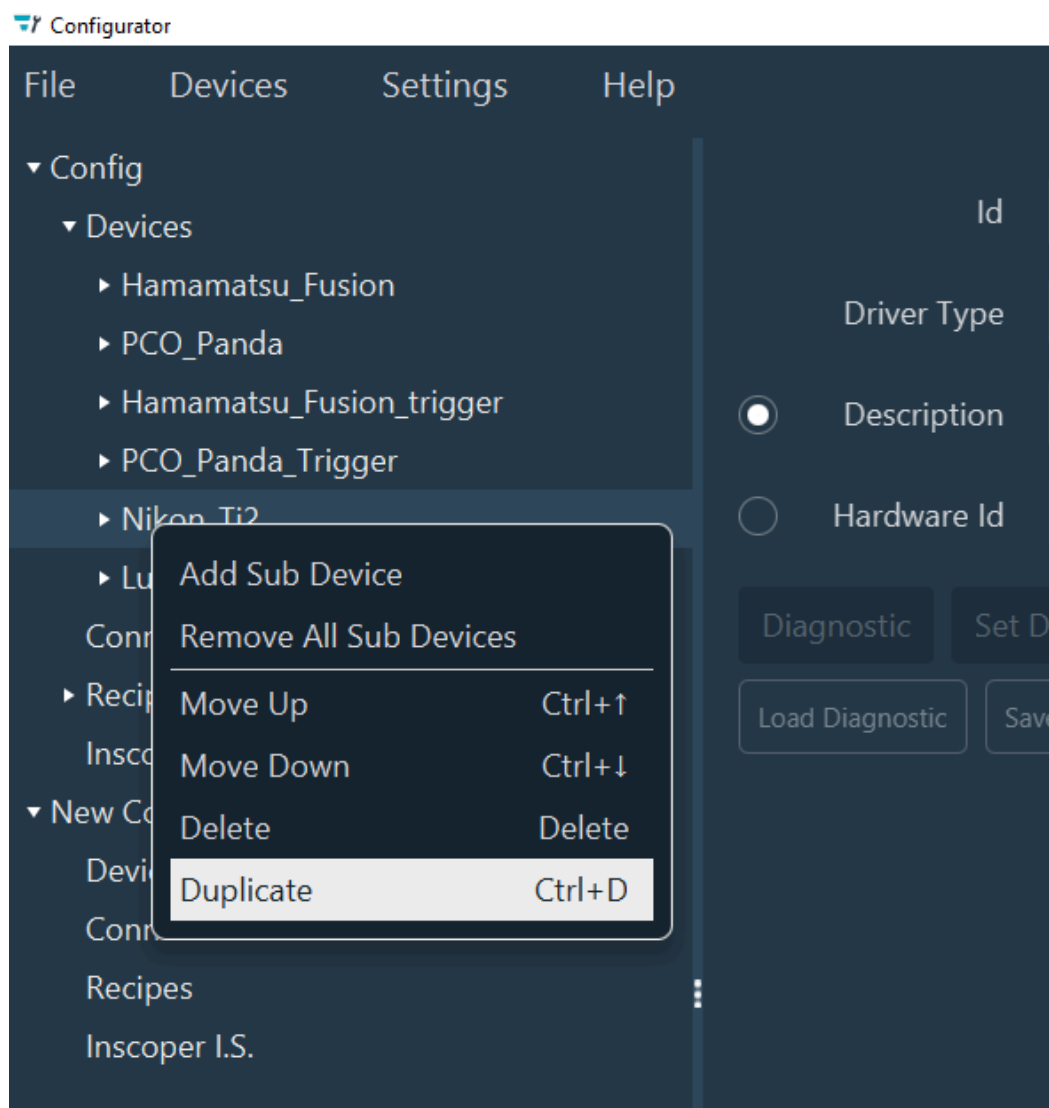 Configurator
File Devices Settings Help
Config
Devices
Hamamatsu_Fusion
PCO_Panda
Hamamatsu_Fusion_trigger
PCO_Panda_Trigger
Nikon_Ti2
Add Sub Device
Remove All Sub Devices
Move Up Ctrl+↑
Move Down Ctrl+↓
Delete Delete
Duplicate Ctrl+D
Recipes
Inscoper I.S.
Id
Driver Type
Description
Hardware Id
Diagnostic Set
Load Diagnostic